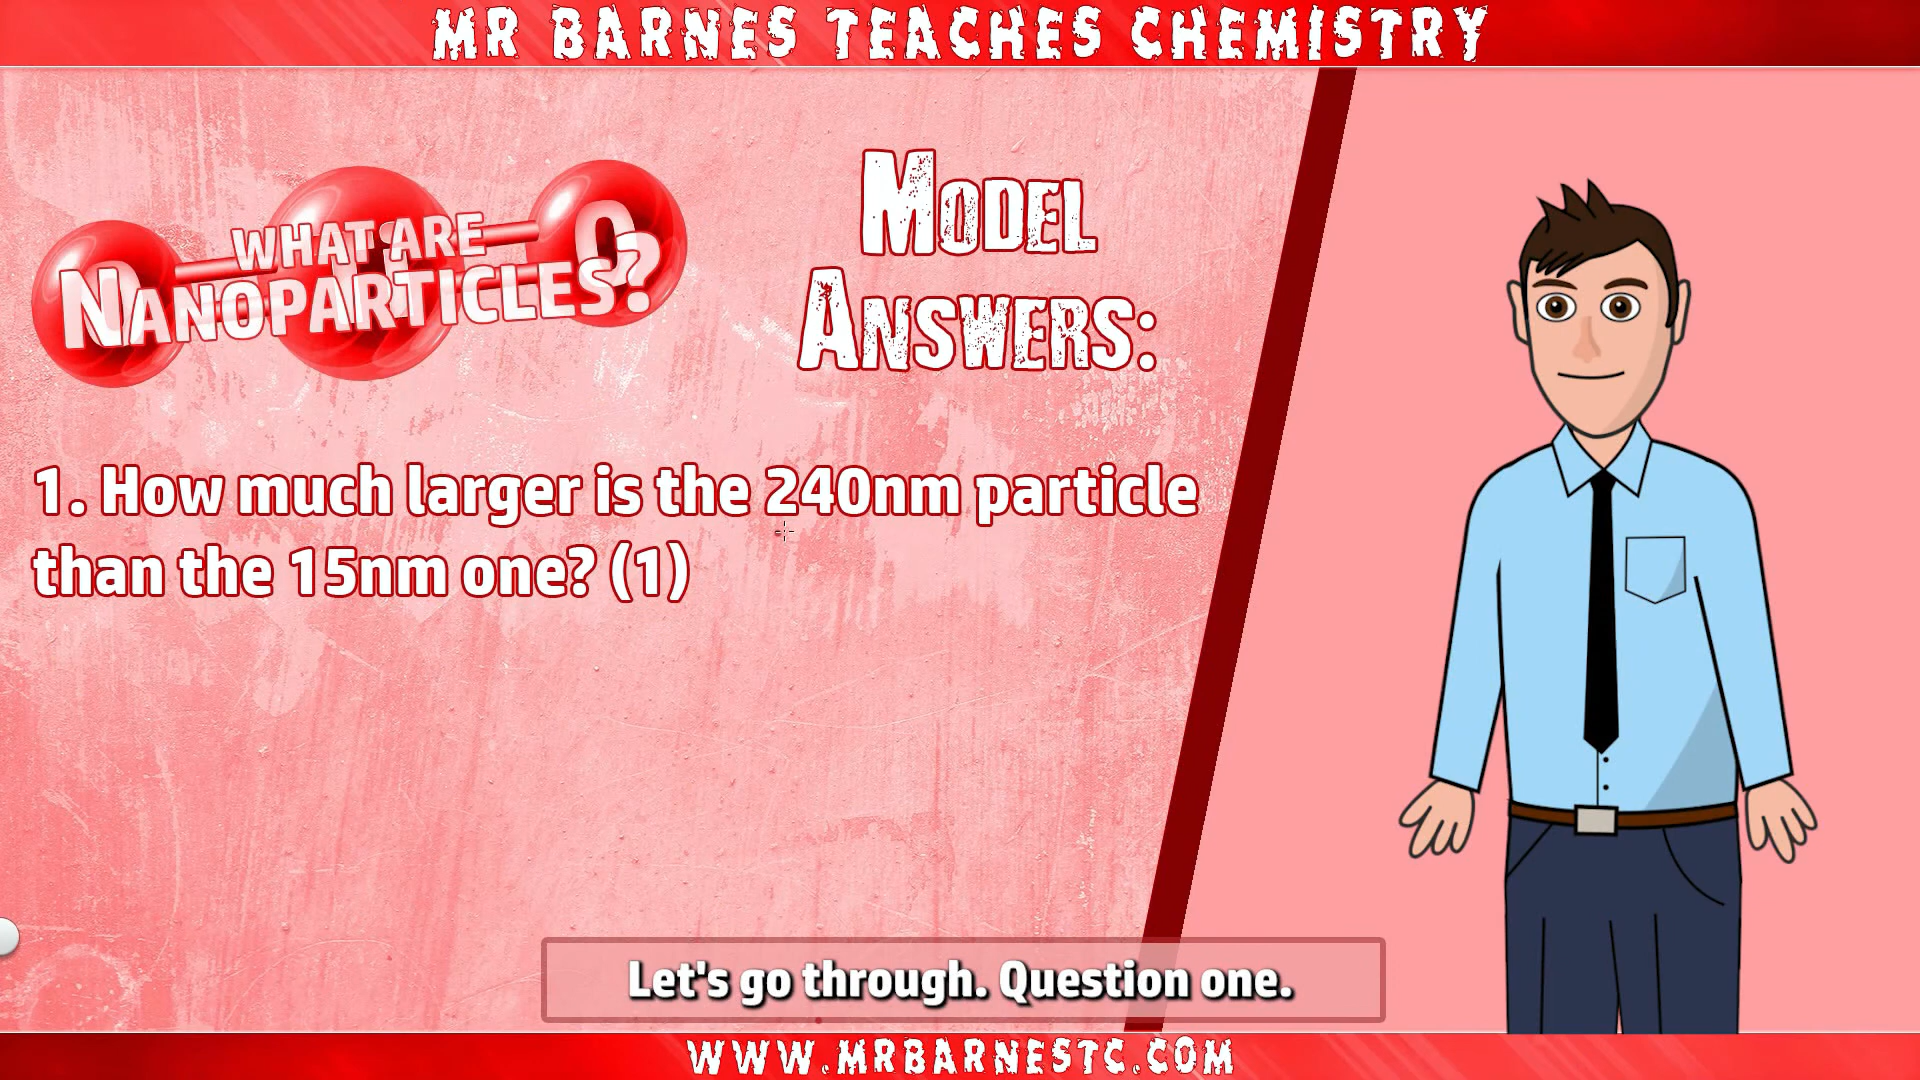 MR BARNES TEACHES CHEMISTRY
WHAT ARE
NANOPARTICLES?
MODEL
ANSWERS:
1. How much larger is the 240nm particle
than the 15nm one? (1)
Let's go through. Question one.
WWW.MRBARNESTC.COM